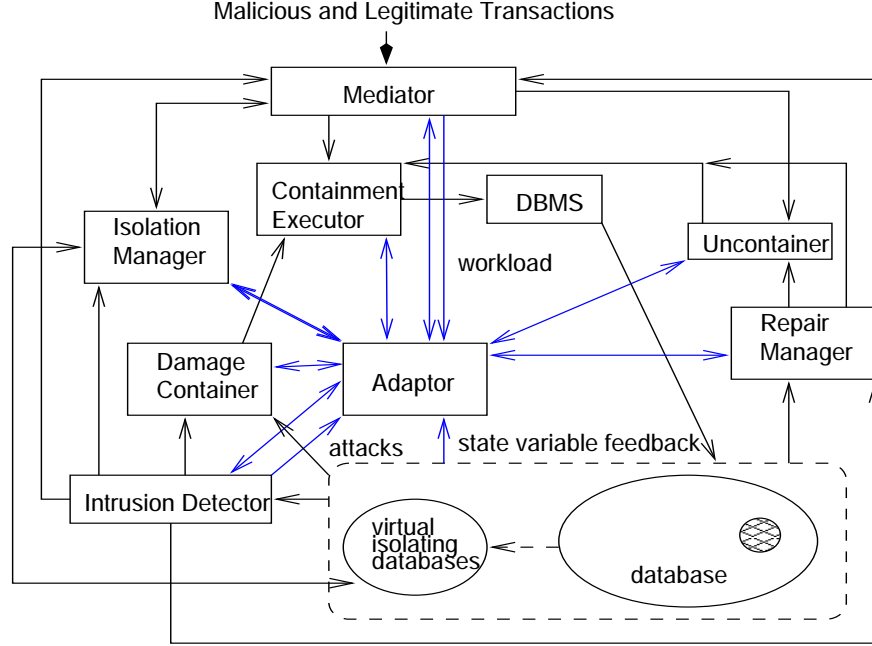 Malicious and Legitimate Transactions
Mediator
Containment
Executor
DBMS
Isolation
Manager
Uncontainer
workload
Repair
Manager
Damage
Container
Adaptor
attacks
state variable feedback
Intrusion Detector
virtual
isolating
databases
database